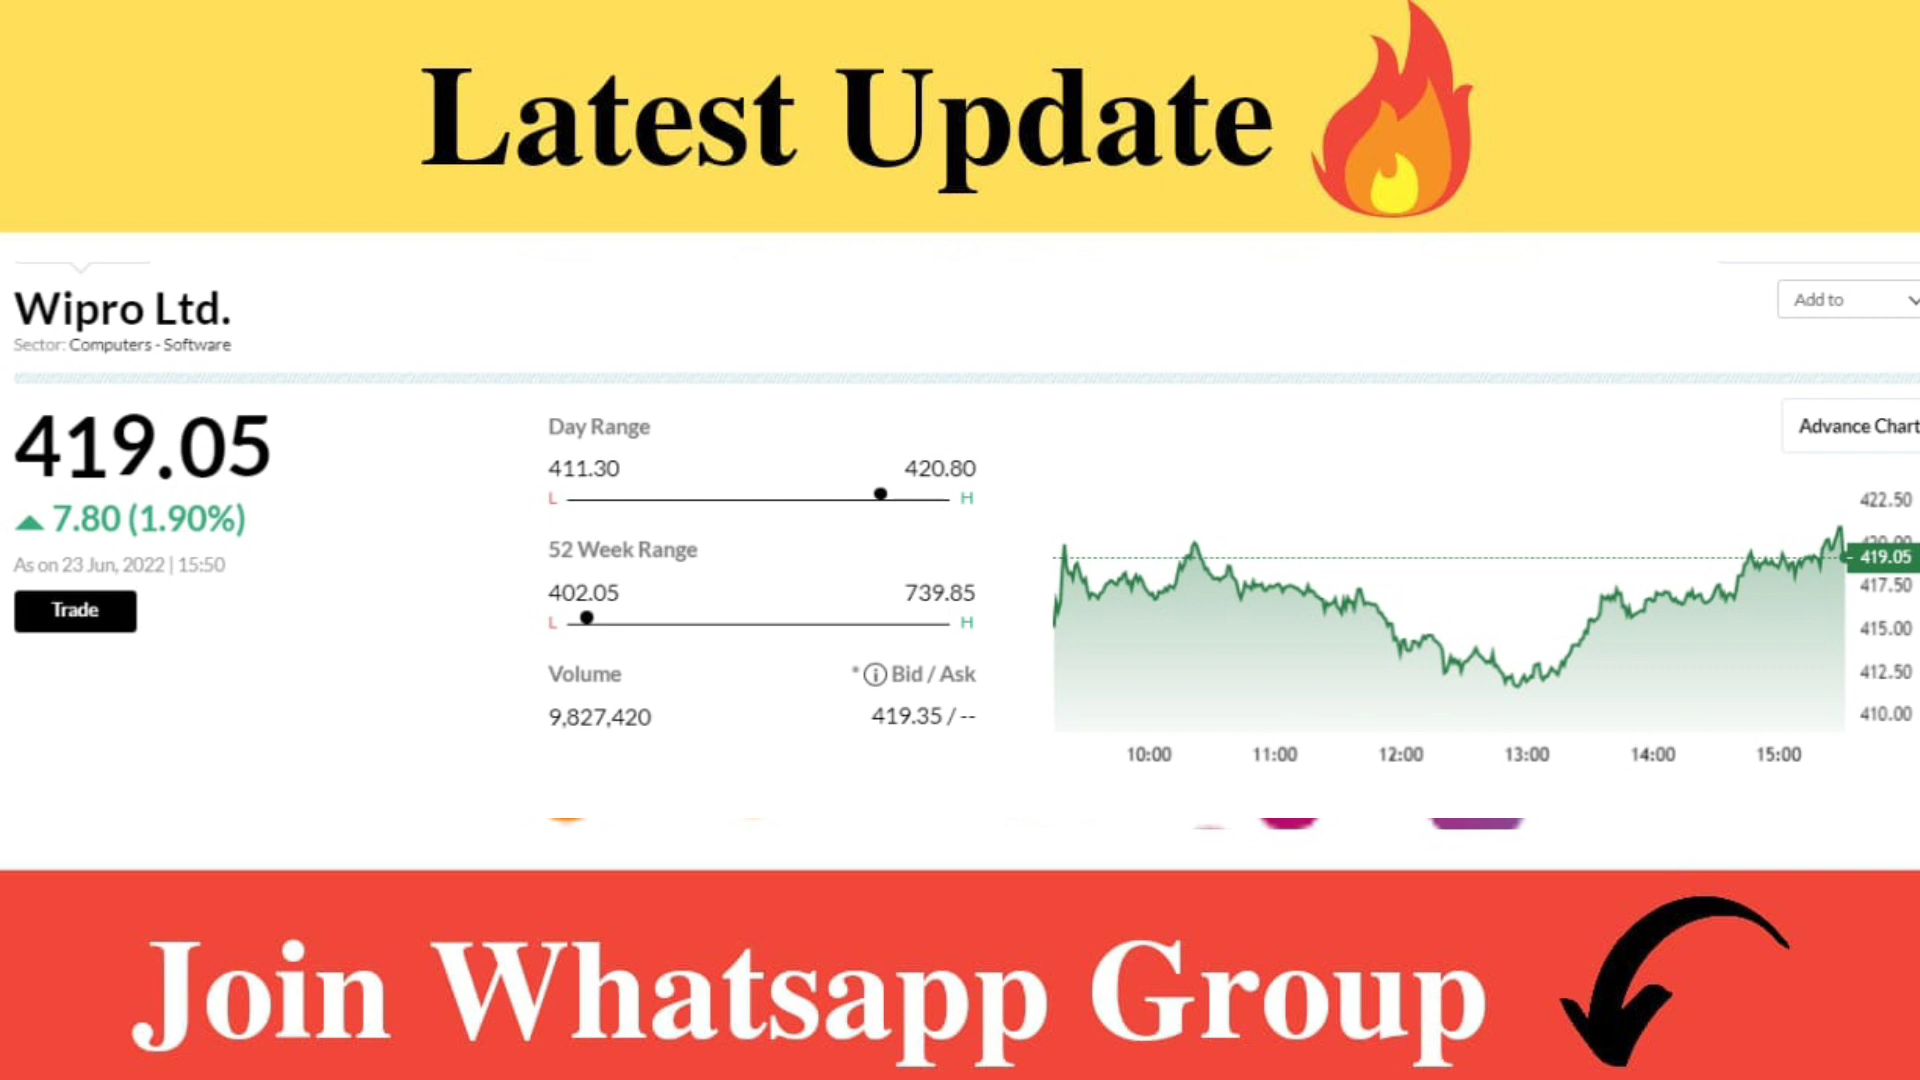 Latest Update
Wipro Ltd.
Add to
Sector: Computers - Software
419.05
7.80 (1.90%)
As on 23 Jun, 2022 | 15:50
Trade
Day Range
411.30 420.80
L H
52 Week Range
402.05 739.85
L H
Volume * i Bid / Ask
9,827,420 419.35 / --
Advance Chart
422.50
420.00
419.05
417.50
415.00
412.50
410.00
10:00 11:00 12:00 13:00 14:00 15:00
Join Whatsapp Group